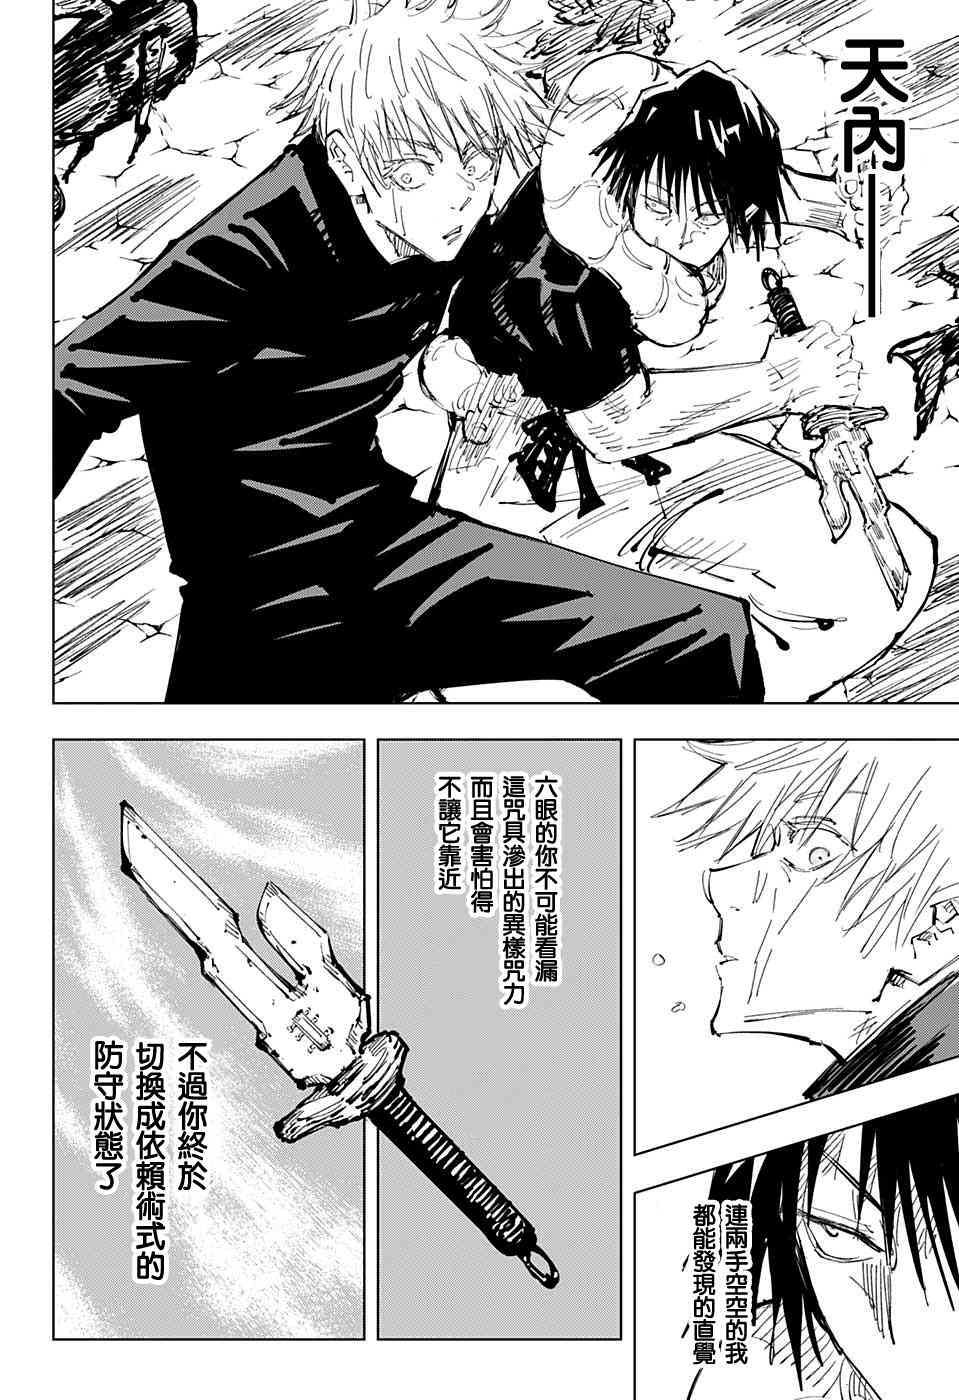 天內——
連兩手空空的我
都能發現的直覺
六眼的你不可能看漏
這咒具滲出的異樣咒力
而且會害怕得
不讓它靠近
不過你終於
切換成依賴術式的
防守狀態了